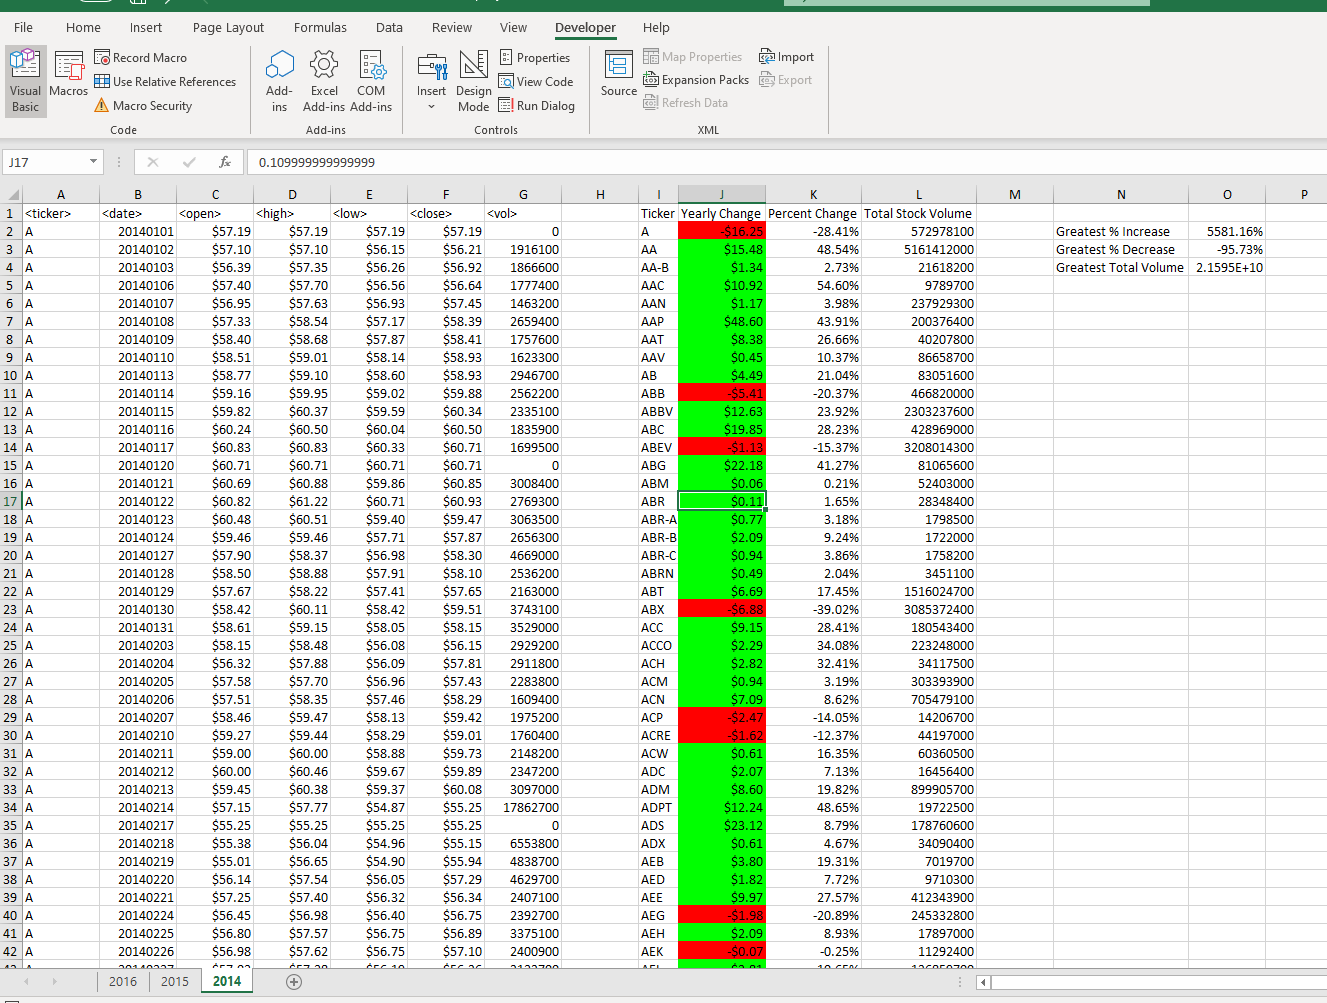 File Home Insert Page Layout Formulas Data Review View Developer Help
Visual Basic
Macros
Record Macro
Use Relative References
Macro Security
Code
Add-ins
Excel Add-ins
COM Add-ins
Add-ins
Insert
Design Mode
Properties
View Code
Run Dialog
Controls
Source
Map Properties
Expansion Packs
Refresh Data
Import
Export
XML
J17 fx 0.109999999999999
A B C D E F G H I J K L M N O P
1 <ticker> <date> <open> <high> <low> <close> <vol> Ticker Yearly Change Percent Change Total Stock Volume
2 A 20140101 $57.19 $57.19 $57.19 $57.19 0 A -$16.25 -28.41% 572978100 Greatest % Increase 5581.16%
3 A 20140102 $57.10 $57.10 $56.15 $56.21 1916100 AA $15.48 48.54% 5161412000 Greatest % Decrease -95.73%
4 A 20140103 $56.39 $57.35 $56.26 $56.92 1866600 AA-B $1.34 2.73% 21618200 Greatest Total Volume 2.1595E+10
5 A 20140106 $57.40 $57.70 $56.56 $56.64 1777400 AAC $10.92 54.60% 9789700
6 A 20140107 $56.95 $57.63 $56.93 $57.45 1463200 AAN $1.17 3.98% 237929300
7 A 20140108 $57.33 $58.54 $57.17 $58.39 2659400 AAP $48.60 43.91% 200376400
8 A 20140109 $58.40 $58.68 $57.87 $58.41 1757600 AAT $8.38 26.66% 40207800
9 A 20140110 $58.51 $59.01 $58.14 $58.93 1623300 AAV $0.45 10.37% 86658700
10 A 20140113 $58.77 $59.10 $58.60 $58.93 2946700 AB $4.49 21.04% 83051600
11 A 20140114 $59.16 $59.95 $59.02 $59.88 2562200 ABB -$5.41 -20.37% 466820000
12 A 20140115 $59.82 $60.37 $59.59 $60.34 2335100 ABBV $12.63 23.92% 2303237600
13 A 20140116 $60.24 $60.50 $60.04 $60.50 1835900 ABC $19.85 28.23% 428969000
14 A 20140117 $60.83 $60.83 $60.33 $60.71 1699500 ABEV -$1.13 -15.37% 3208014300
15 A 20140120 $60.71 $60.71 $60.71 $60.71 0 ABG $22.18 41.27% 81065600
16 A 20140121 $60.69 $60.88 $59.86 $60.85 3008400 ABM $0.06 0.21% 52403000
17 A 20140122 $60.82 $61.22 $60.71 $60.93 2769300 ABR $0.11 1.65% 28348400
18 A 20140123 $60.48 $60.51 $59.40 $59.47 3063500 ABR-A $0.77 3.18% 1798500
19 A 20140124 $59.46 $59.46 $57.71 $57.87 2656300 ABR-B $2.09 9.24% 1722000
20 A 20140127 $57.90 $58.37 $56.98 $58.30 4669000 ABR-C $0.94 3.86% 1758200
21 A 20140128 $58.50 $58.88 $57.91 $58.10 2536200 ABRN $0.49 2.04% 3451100
22 A 20140129 $57.67 $58.22 $57.41 $57.65 2163000 ABT $6.69 17.45% 1516024700
23 A 20140130 $58.42 $60.11 $58.42 $59.51 3743100 ABX -$6.88 -39.02% 3085372400
24 A 20140131 $58.61 $59.15 $58.05 $58.15 3529000 ACC $9.15 28.41% 180543400
25 A 20140203 $58.15 $58.48 $56.08 $56.15 2929200 ACCO $2.29 34.08% 223248000
26 A 20140204 $56.32 $57.88 $56.09 $57.81 2911800 ACH $2.82 32.41% 34117500
27 A 20140205 $57.58 $57.70 $56.96 $57.43 2283800 ACM $0.94 3.19% 303393900
28 A 20140206 $57.51 $58.35 $57.46 $58.29 1609400 ACN $7.09 8.62% 705479100
29 A 20140207 $58.46 $59.47 $58.13 $59.42 1975200 ACP -$2.47 -14.05% 14206700
30 A 20140210 $59.27 $59.44 $58.29 $59.01 1760400 ACRE -$1.62 -12.37% 44197000
31 A 20140211 $59.00 $60.00 $58.88 $59.73 2148200 ACW $0.61 16.35% 60360500
32 A 20140212 $60.00 $60.46 $59.67 $59.89 2347200 ADC $2.07 7.13% 16456400
33 A 20140213 $59.45 $60.38 $59.37 $60.08 3097000 ADM $8.60 19.82% 899905700
34 A 20140214 $57.15 $57.77 $54.87 $55.25 17862700 ADPT $12.24 48.65% 19722500
35 A 20140217 $55.25 $55.25 $55.25 $55.25 0 ADS $23.12 8.79% 178760600
36 A 20140218 $55.38 $56.04 $54.96 $55.15 6553800 ADX $0.61 4.67% 34090400
37 A 20140219 $55.01 $56.65 $54.90 $55.94 4838700 AEB $3.80 19.31% 7019700
38 A 20140220 $56.14 $57.54 $56.05 $57.29 4629700 AED $1.82 7.72% 9710300
39 A 20140221 $57.25 $57.40 $56.32 $56.34 2407100 AEE $9.97 27.57% 412343900
40 A 20140224 $56.45 $56.98 $56.40 $56.75 2392700 AEG -$1.98 -20.89% 245332800
41 A 20140225 $56.80 $57.57 $56.75 $56.89 3375100 AEH $2.09 8.93% 17897000
42 A 20140226 $56.98 $57.62 $56.75 $57.10 2400900 AEK -$0.07 -0.25% 11292400
2016 2015 2014